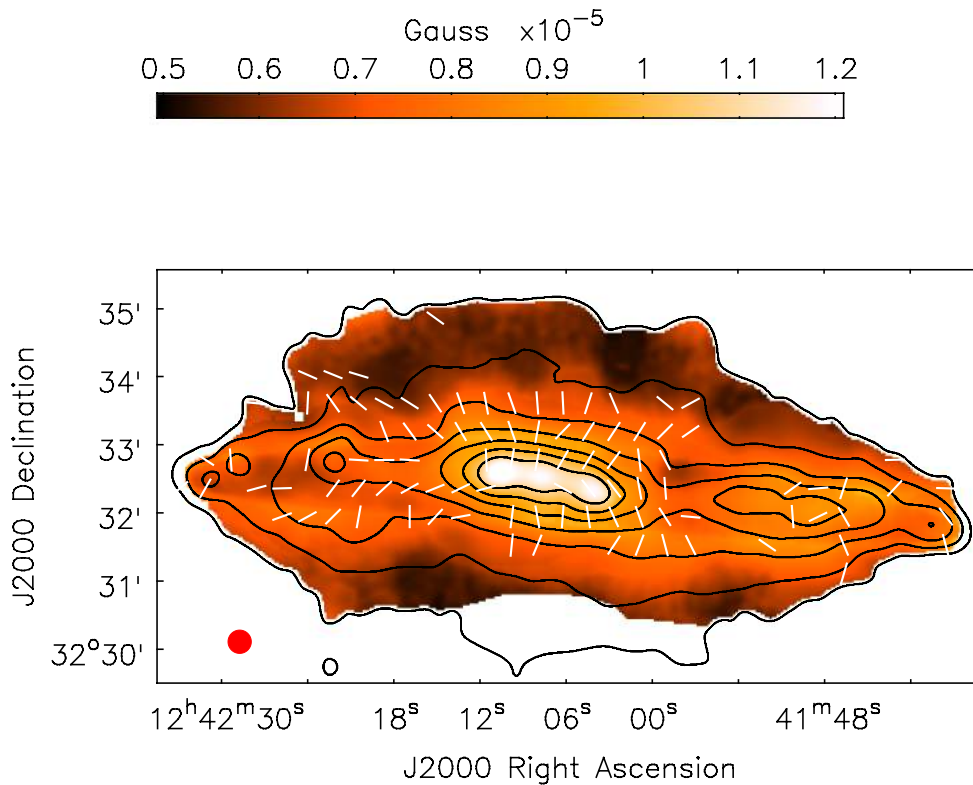 Gauss x10⁻⁵
0.5 0.6 0.7 0.8 0.9 1 1.1 1.2
35'
34'
33'
32'
31'
32°30'
J2000 Declination
12ʰ42ᵐ30ˢ 18ˢ 12ˢ 06ˢ 00ˢ 41ᵐ48ˢ
J2000 Right Ascension